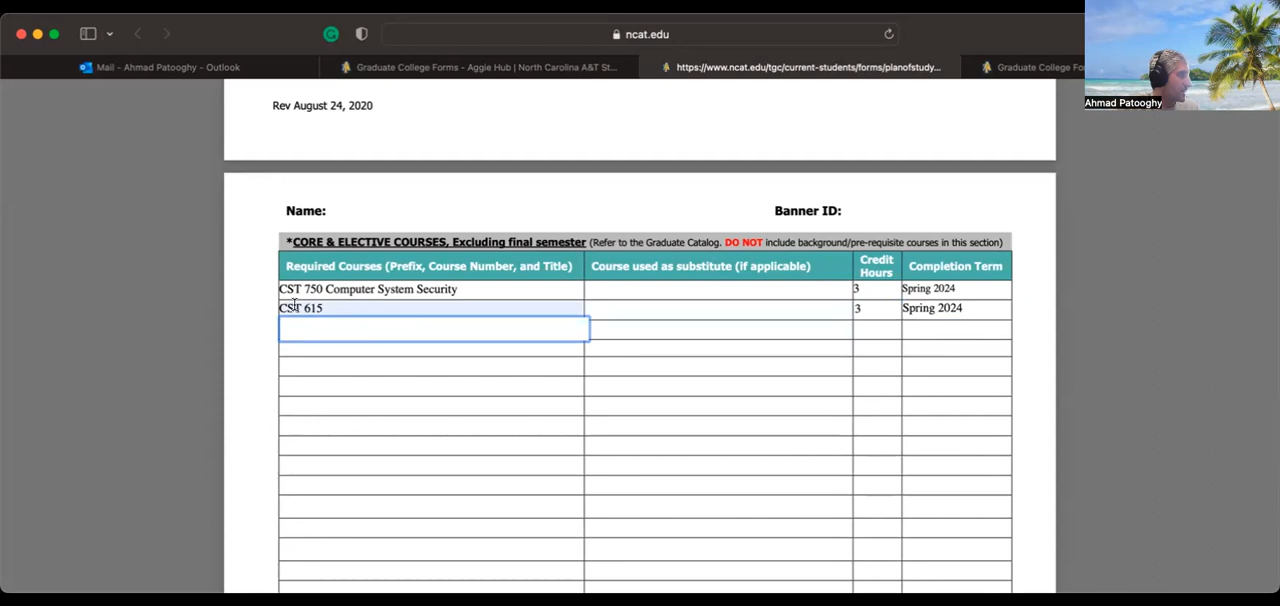 ncat.edu
Mail - Ahmad Patooghy - Outlook
Graduate College Forms - Aggie Hub | North Carolina A&T St...
https://www.ncat.edu/tgc/current-students/forms/planofstudy...
Graduate College For
Ahmad Patooghy
Rev August 24, 2020
Name: Banner ID:
*CORE & ELECTIVE COURSES, Excluding final semester (Refer to the Graduate Catalog. DO NOT include background/pre-requisite courses in this section)
Required Courses (Prefix, Course Number, and Title) Course used as substitute (if applicable) Credit Hours Completion Term
CST 750 Computer System Security 3 Spring 2024
CST 615 3 Spring 2024